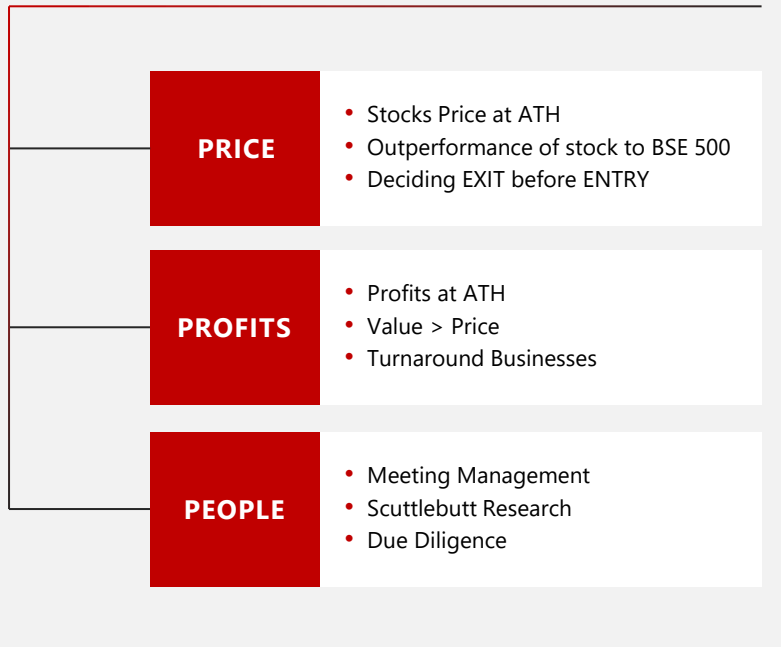 PRICE
• Stocks Price at ATH
• Outperformance of stock to BSE 500
• Deciding EXIT before ENTRY
PROFITS
• Profits at ATH
• Value > Price
• Turnaround Businesses
PEOPLE
• Meeting Management
• Scuttlebutt Research
• Due Diligence